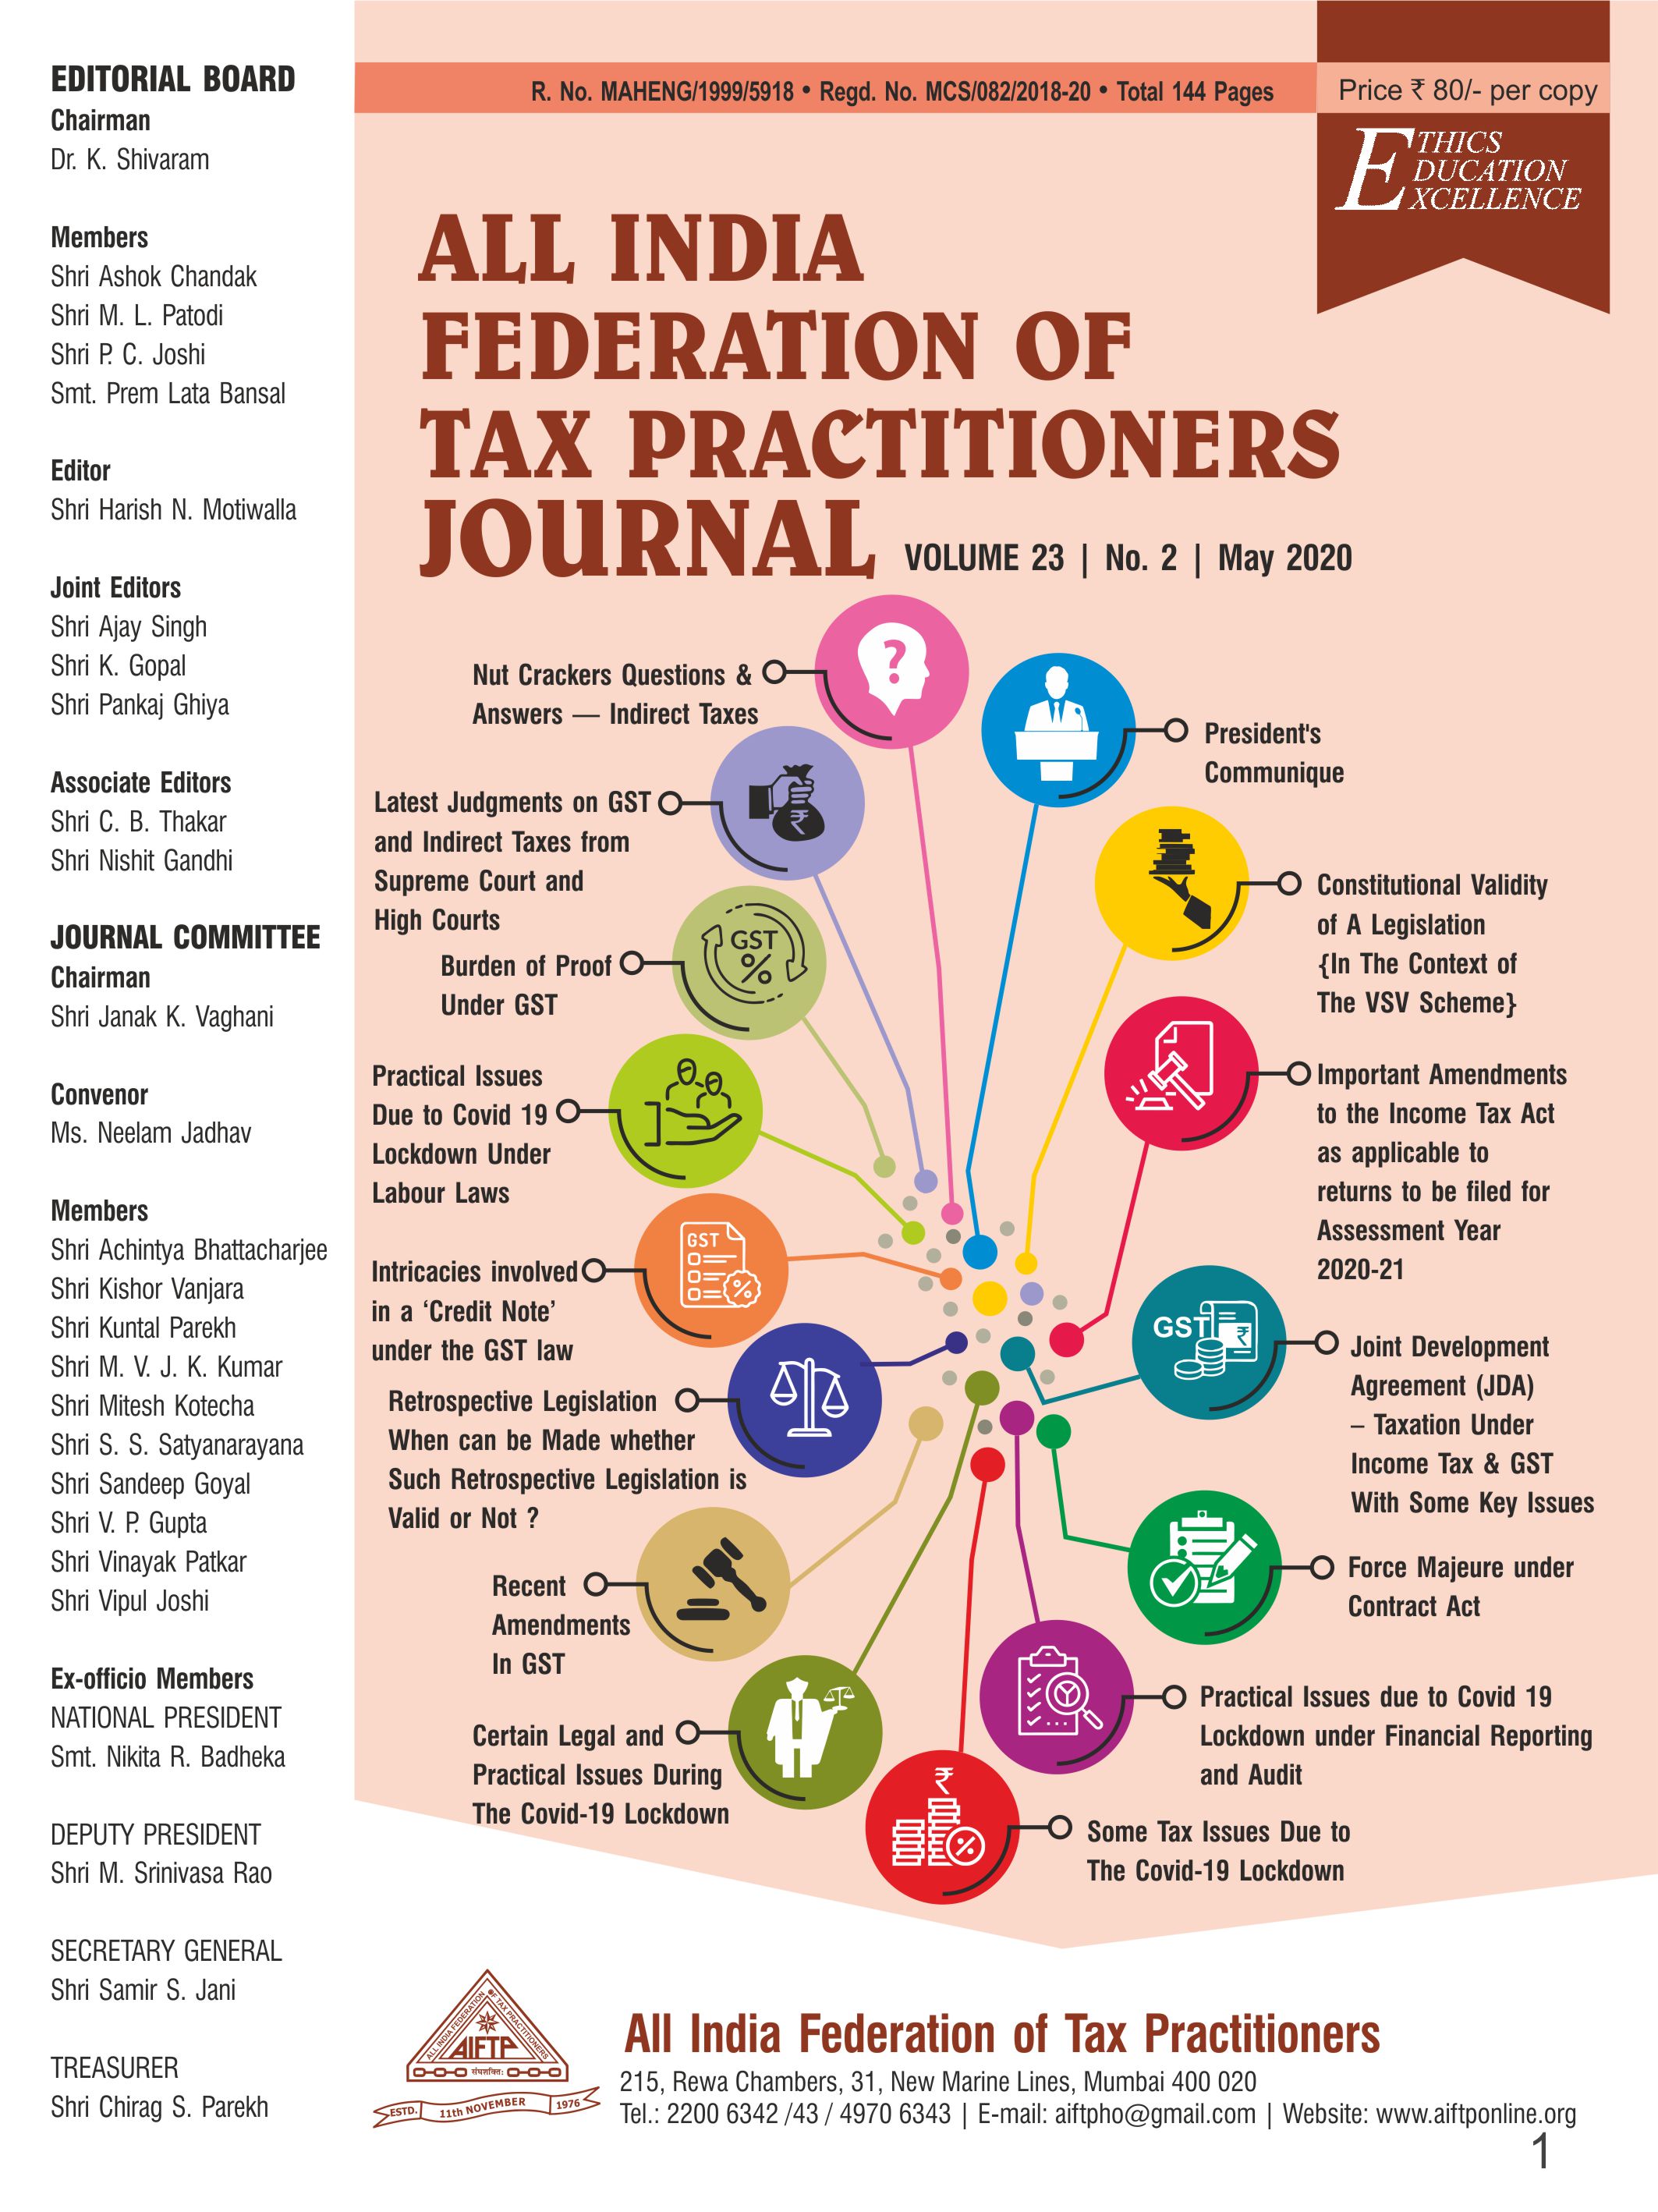 EDITORIAL BOARD
Chairman
Dr. K. Shivaram
Members
Shri Ashok Chandak
Shri M. L. Patodi
Shri P. C. Joshi
Smt. Prem Lata Bansal
Editor
Shri Harish N. Motiwalla
Joint Editors
Shri Ajay Singh
Shri K. Gopal
Shri Pankaj Ghiya
Associate Editors
Shri C. B. Thakar
Shri Nishit Gandhi
JOURNAL COMMITTEE
Chairman
Shri Janak K. Vaghani
Convenor
Ms. Neelam Jadhav
Members
Shri Achintya Bhattacharjee
Shri Kishor Vanjara
Shri Kuntal Parekh
Shri M. V. J. K. Kumar
Shri Mitesh Kotecha
Shri S. S. Satyanarayana
Shri Sandeep Goyal
Shri V. P. Gupta
Shri Vinayak Patkar
Shri Vipul Joshi
Ex-officio Members
NATIONAL PRESIDENT
Smt. Nikita R. Badheka
DEPUTY PRESIDENT
Shri M. Srinivasa Rao
SECRETARY GENERAL
Shri Samir S. Jani
TREASURER
Shri Chirag S. Parekh
R. No. MAHENG/1999/5918 • Regd. No. MCS/082/2018-20 • Total 144 Pages
Price ₹ 80/- per copy
ETHICS
EDUCATION
EXCELLENCE
ALL INDIA
FEDERATION OF
TAX PRACTITIONERS
JOURNAL VOLUME 23 | No. 2 | May 2020
Nut Crackers Questions &
Answers — Indirect Taxes
?
President's
Communique
Latest Judgments on GST
and Indirect Taxes from
Supreme Court and
High Courts
₹
Constitutional Validity
of A Legislation
{In The Context of
The VSV Scheme}
Burden of Proof
Under GST
GST
%
Important Amendments
to the Income Tax Act
as applicable to
returns to be filed for
Assessment Year
2020-21
Practical Issues
Due to Covid 19
Lockdown Under
Labour Laws
Intricacies involved
in a ‘Credit Note’
under the GST law
GST
%
Joint Development
Agreement (JDA)
– Taxation Under
Income Tax & GST
With Some Key Issues
GST
₹
Retrospective Legislation
When can be Made whether
Such Retrospective Legislation is
Valid or Not ?
Force Majeure under
Contract Act
Recent
Amendments
In GST
Practical Issues due to Covid 19
Lockdown under Financial Reporting
and Audit
Certain Legal and
Practical Issues During
The Covid-19 Lockdown
₹
%
Some Tax Issues Due to
The Covid-19 Lockdown
ALL INDIA FEDERATION OF TAX PRACTITIONERS
AIFTP
संघशक्ति:
ESTD. 11th NOVEMBER 1976
All India Federation of Tax Practitioners
215, Rewa Chambers, 31, New Marine Lines, Mumbai 400 020
Tel.: 2200 6342 /43 / 4970 6343 | E-mail: aiftpho@gmail.com | Website: www.aiftponline.org
1